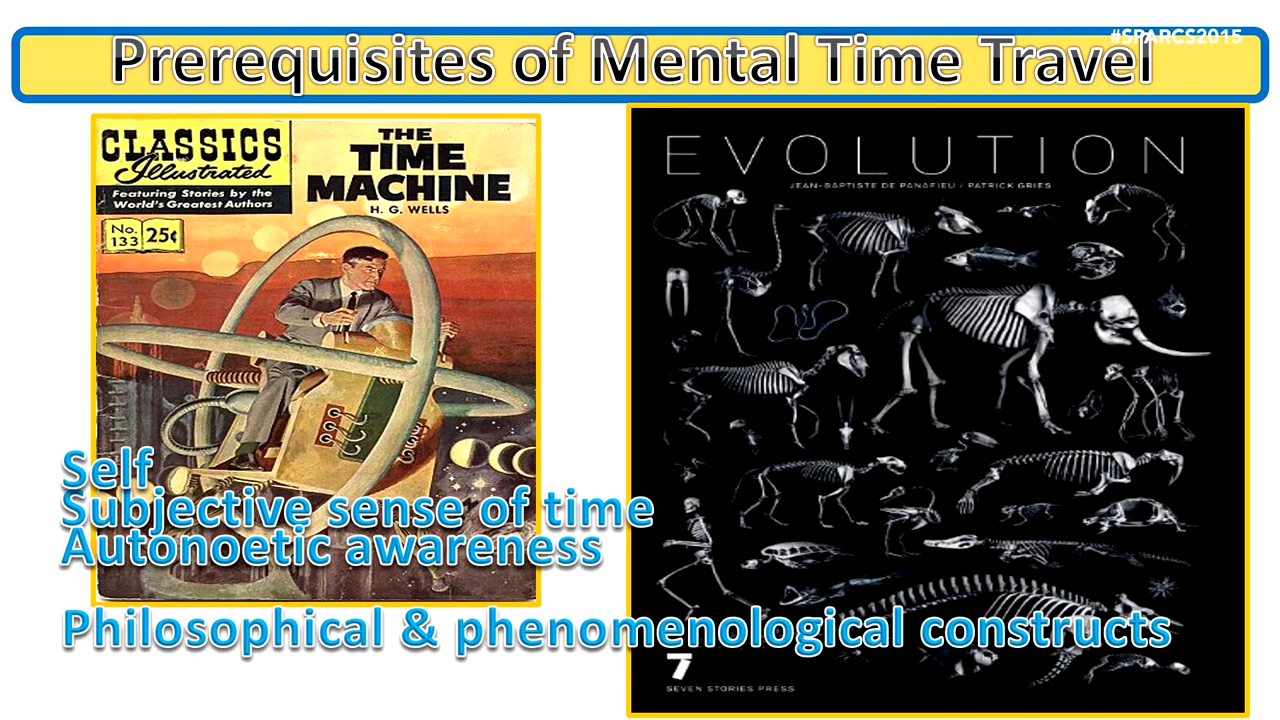 #SPARCS2015
Prerequisites of Mental Time Travel
CLASSICS
Illustrated
Featuring Stories by the
World's Greatest Authors
No.
133
25¢
THE
TIME
MACHINE
H. G. WELLS
EVOLUTION
JEAN-BAPTISTE DE PANAFIEU / PATRICK GRIES
Self
Subjective sense of time
Autonoetic awareness
Philosophical & phenomenological constructs
7
SEVEN STORIES PRESS